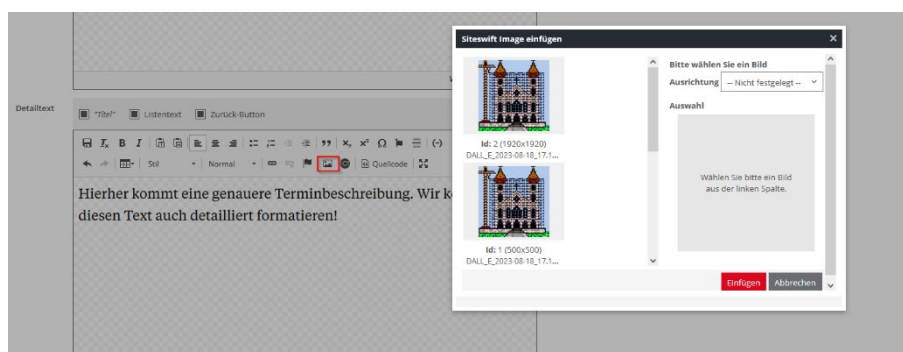 Siteswift Image einfügen
Bitte wählen Sie ein Bild
Ausrichtung -- Nicht festgelegt --
Auswahl
Wählen Sie bitte ein Bild
aus der linken Spalte.
Id: 2 (1920x1920)
DALL_E_2023-08-18_17.1...
Id: 1 (500x500)
DALL_E_2023-08-18_17.1...
Einfügen Abbrechen
Detailtext
"Titel" Listentext Zurück-Button
Stil Normal Quellcode
Hierher kommt eine genauere Terminbeschreibung. Wir k
diesen Text auch detailliert formatieren!